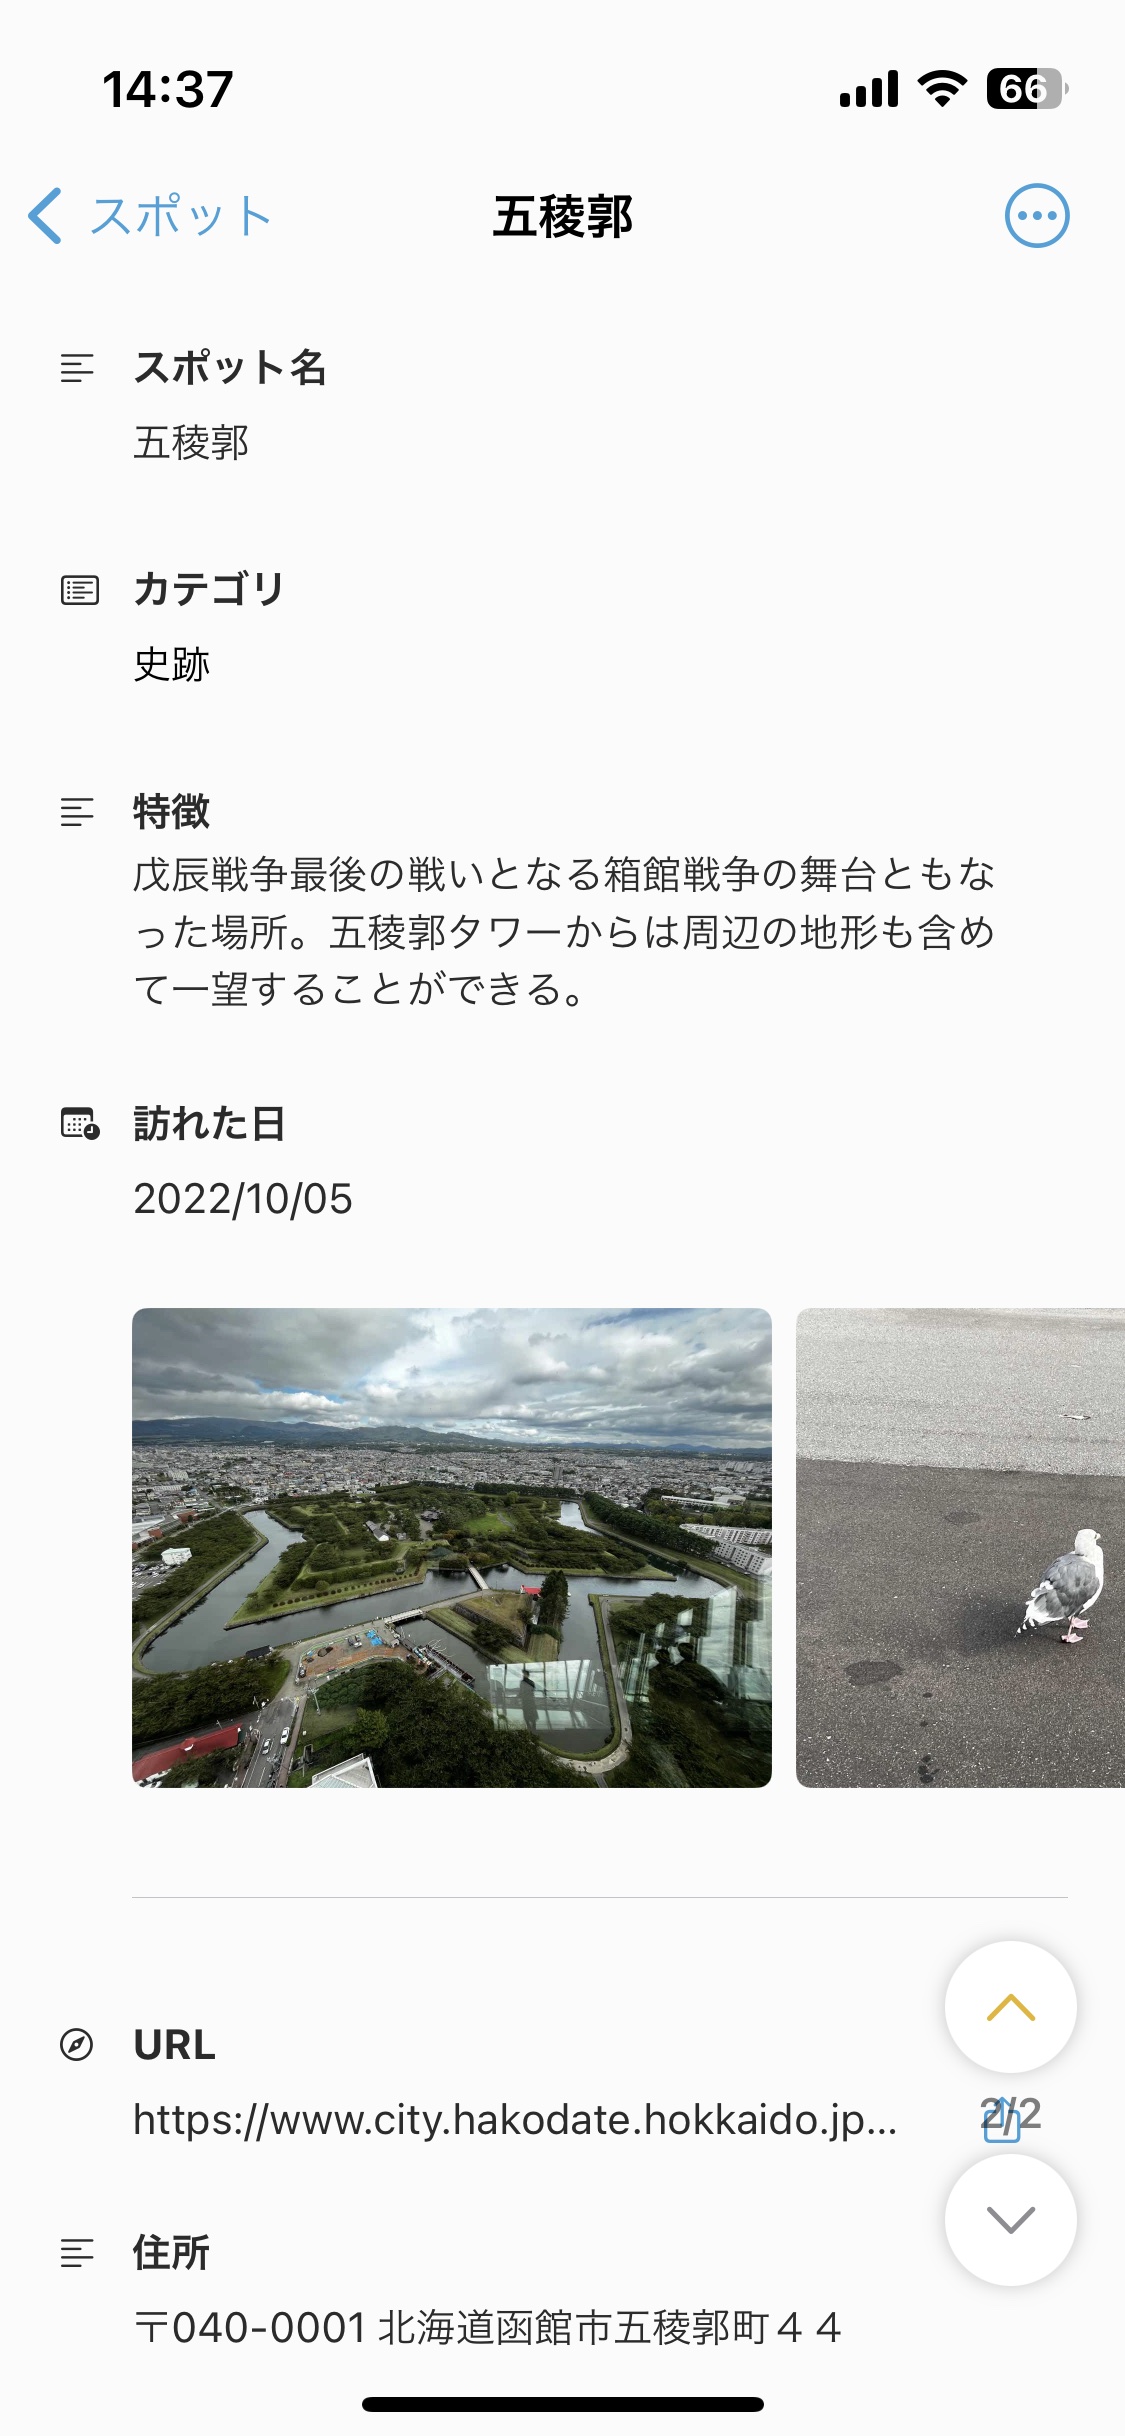 14:37
66
スポット
五稜郭
スポット名
五稜郭
カテゴリ
史跡
特徴
戊辰戦争最後の戦いとなる箱館戦争の舞台ともな
った場所。五稜郭タワーからは周辺の地形も含め
て一望することができる。
訪れた日
2022/10/05
URL
https://www.city.hakodate.hokkaido.jp...
2/2
住所
〒040-0001 北海道函館市五稜郭町４４